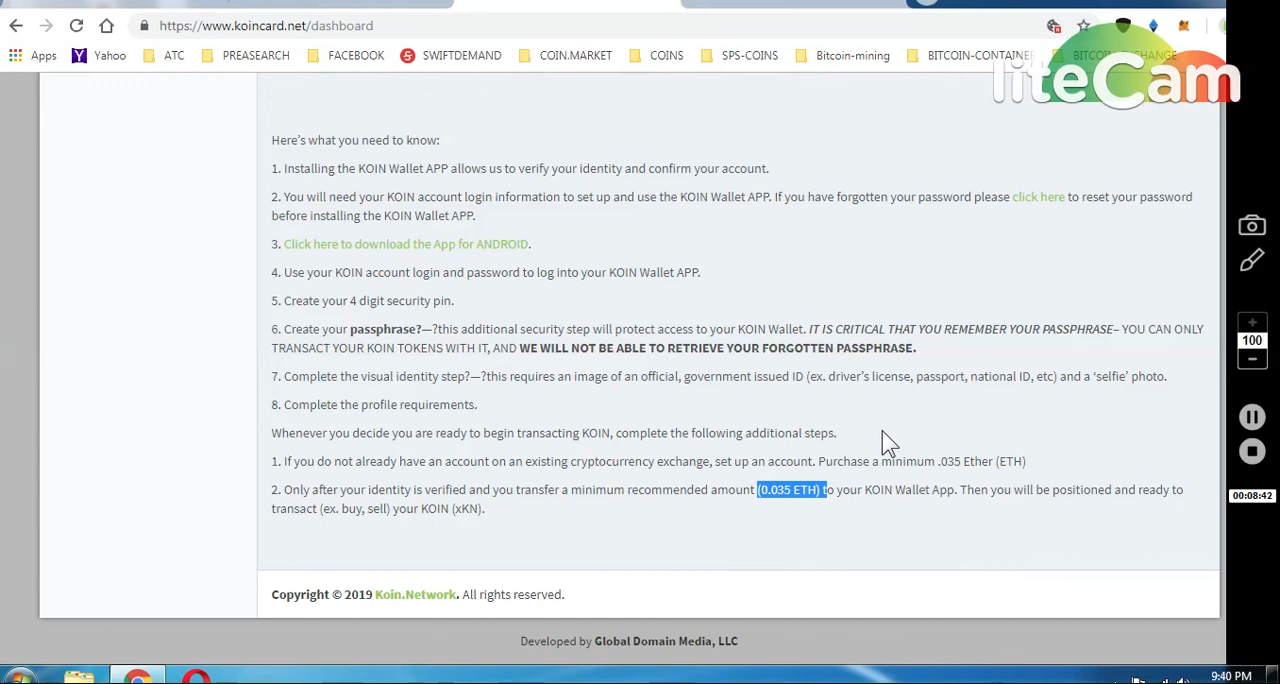 https://www.koincard.net/dashboard
Apps Yahoo ATC PREASEARCH FACEBOOK SWIFTDEMAND COIN.MARKET COINS SPS-COINS Bitcoin-mining BITCOIN-CONTAINE BITCOIN-EXCHANGE
liteCam
Here's what you need to know:
1. Installing the KOIN Wallet APP allows us to verify your identity and confirm your account.
2. You will need your KOIN account login information to set up and use the KOIN Wallet APP. If you have forgotten your password please click here to reset your password
before installing the KOIN Wallet APP.
3. Click here to download the App for ANDROID.
4. Use your KOIN account login and password to log into your KOIN Wallet APP.
5. Create your 4 digit security pin.
6. Create your passphrase?—?this additional security step will protect access to your KOIN Wallet. IT IS CRITICAL THAT YOU REMEMBER YOUR PASSPHRASE– YOU CAN ONLY
TRANSACT YOUR KOIN TOKENS WITH IT, AND WE WILL NOT BE ABLE TO RETRIEVE YOUR FORGOTTEN PASSPHRASE.
100
7. Complete the visual identity step?—?this requires an image of an official, government issued ID (ex. driver's license, passport, national ID, etc) and a 'selfie' photo.
8. Complete the profile requirements.
Whenever you decide you are ready to begin transacting KOIN, complete the following additional steps.
1. If you do not already have an account on an existing cryptocurrency exchange, set up an account. Purchase a minimum .035 Ether (ETH)
2. Only after your identity is verified and you transfer a minimum recommended amount (0.035 ETH) to your KOIN Wallet App. Then you will be positioned and ready to
transact (ex. buy, sell) your KOIN (xKN).
00:08:42
Copyright © 2019 Koin.Network. All rights reserved.
Developed by Global Domain Media, LLC
9:40 PM